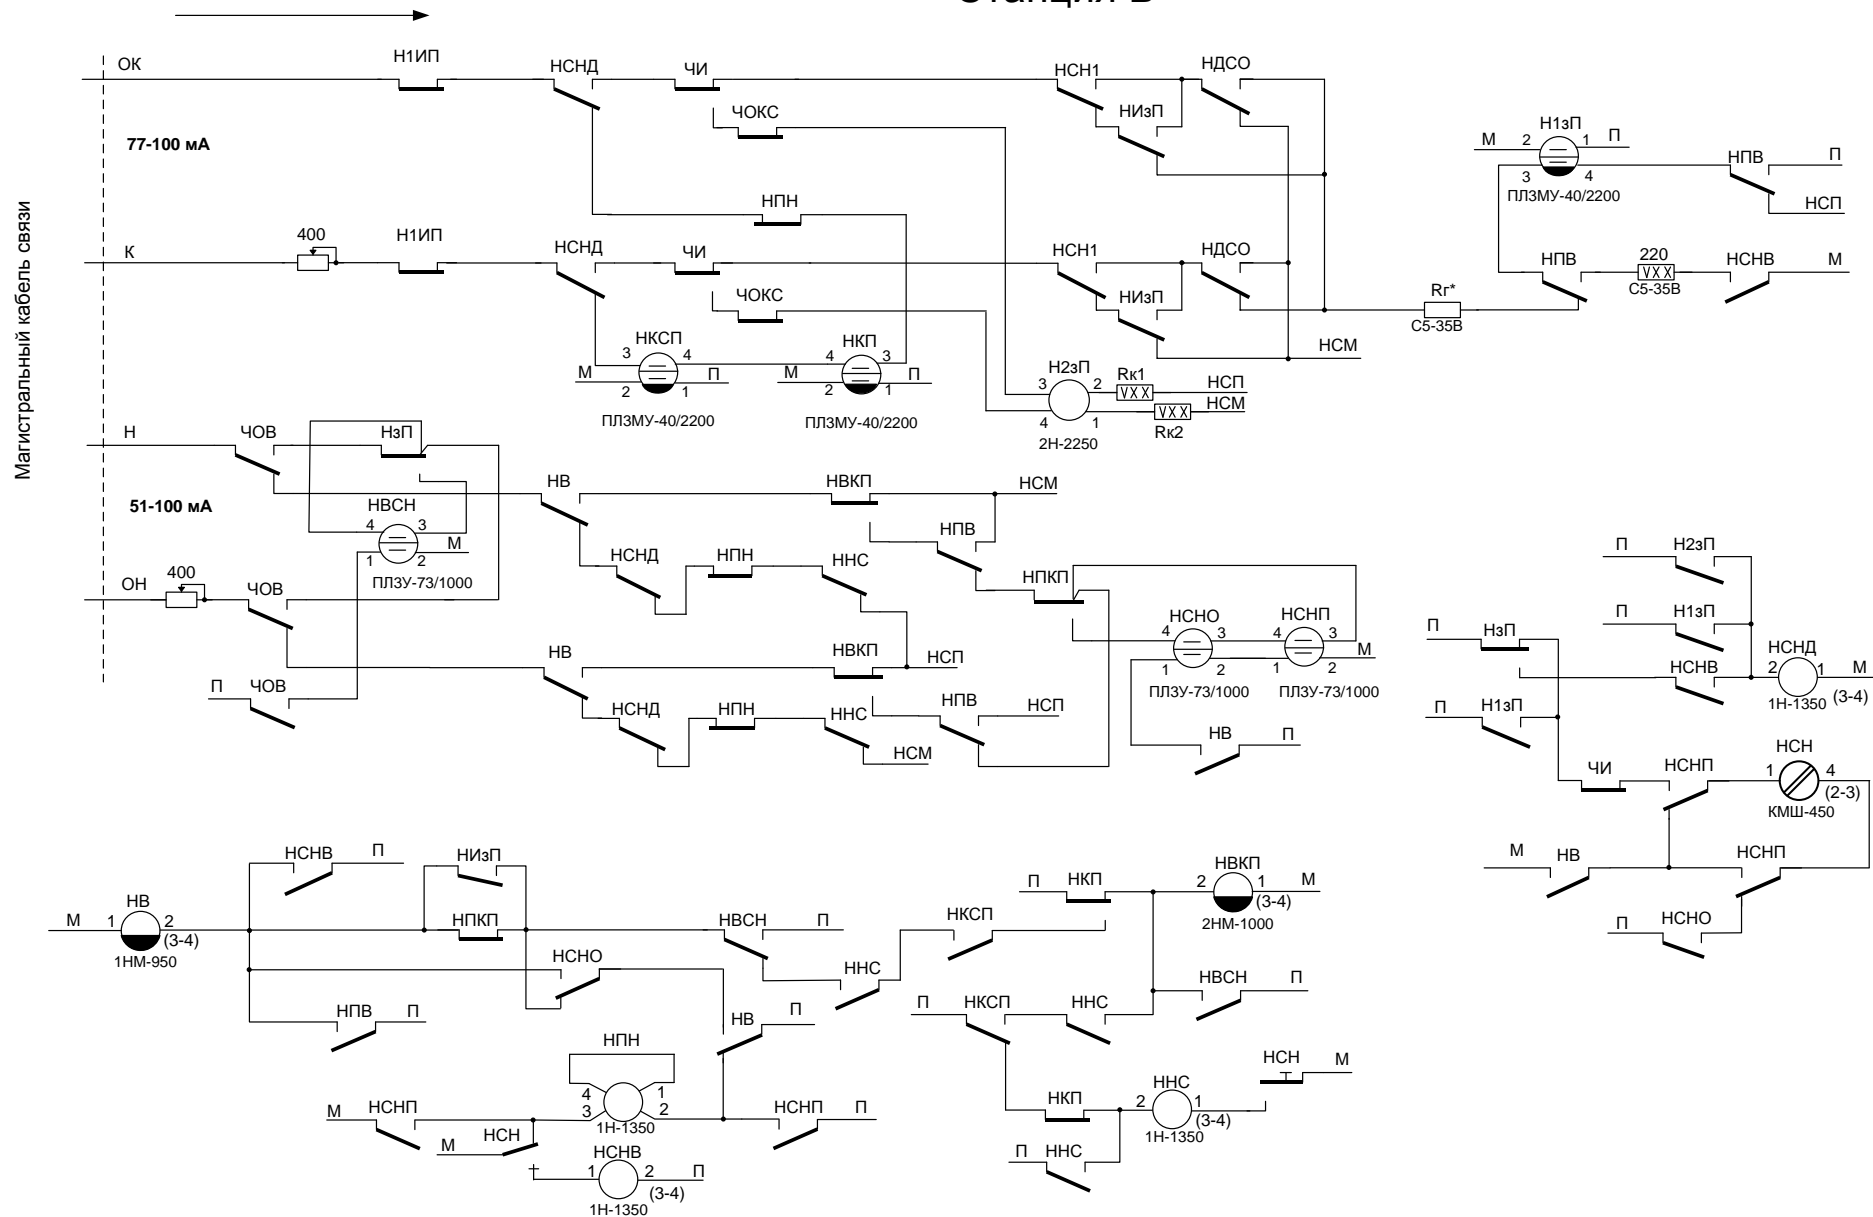 Станция Б
Магистральный кабель связи
ОК
Н1ИП
НСНД
ЧИ
ЧОКС
НСН1
НИзП
НДСО
77-100 мА
Н1зП
М 2 1 П
3 4
ПЛ3МУ-40/2200
НПВ
П
НСП
НПН
К
400
Н1ИП
НСНД
ЧИ
ЧОКС
НСН1
НИзП
НДСО
НСМ
Rг*
С5-35В
НПВ
220
VXX
С5-35В
НСНВ
М
НКСП
3 4
М 2 1 П
ПЛ3МУ-40/2200
НКП
4 3
М 2 1 П
ПЛ3МУ-40/2200
Н2зП
3 2
4 1
2Н-2250
Rк1
VXX
НСП
VXX
НСМ
Rк2
Н
ЧОВ
НзП
51-100 мА
НВСН
4 3
1 2 М
ПЛ3У-73/1000
НВ
НВКП
НСМ
НПВ
НСНД
НПН
ННС
НПКП
ОН
400
ЧОВ
П
ЧОВ
НВ
НВКП
НСП
НСНД
НПН
ННС
НСМ
НПВ
НСП
НСНО
4 3
1 2
ПЛ3У-73/1000
НСНП
4 3
1 2 М
ПЛ3У-73/1000
НВ
П
П
Н2зП
П
Н1зП
П
НзП
НСНВ
НСНД
2 1 М
(3-4)
1Н-1350
П
Н1зП
ЧИ
НСНП
НСН
1 4
(2-3)
КМШ-450
М
НВ
НСНП
П
НСНО
НСНВ
П
НИзП
НВ
М 1 2
(3-4)
1НМ-950
НПКП
НВСН
П
НСНО
ННС
НКСП
НПВ
П
НВ
П
НПН
4 1
3 2
1Н-1350
М
НСНП
НСН
М
НСНП
П
НСНВ
1 2 П
(3-4)
1Н-1350
П
НКП
НВКП
2 1 М
(3-4)
2НМ-1000
НВСН
П
П
НКСП
ННС
НКП
ННС
2 1
(3-4)
1Н-1350
НСН
М
П
ННС